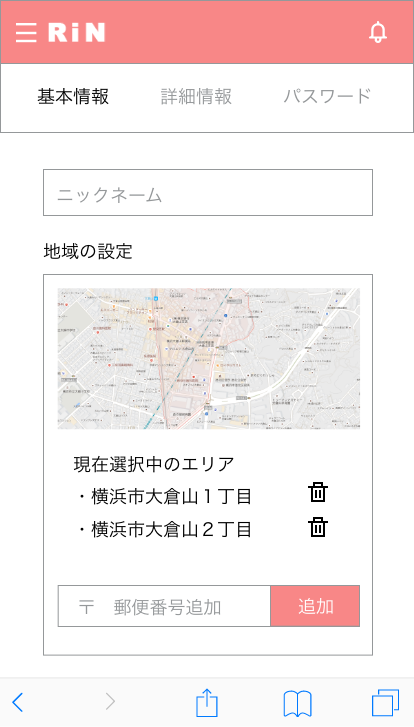 RiN
基本情報 詳細情報 パスワード
ニックネーム
地域の設定
現在選択中のエリア
・横浜市大倉山１丁目
・横浜市大倉山２丁目
〒 郵便番号追加 追加